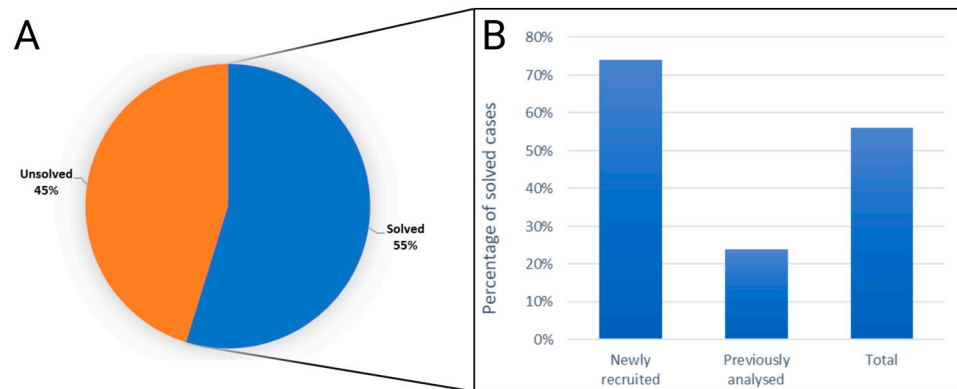 A
Unsolved
45%
Solved
55%
B
Percentage of solved cases
80%
70%
60%
50%
40%
30%
20%
10%
0%
Newly
recruited
Previously
analysed
Total